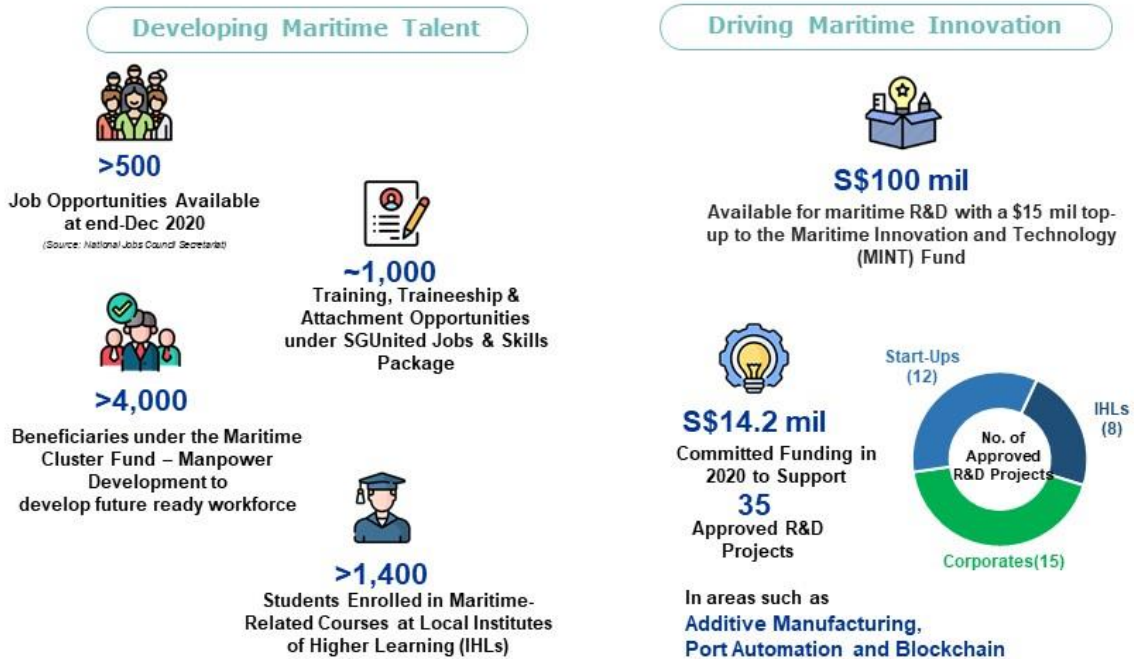 Developing Maritime Talent
>500
Job Opportunities Available
at end-Dec 2020
(Source: National Jobs Council Secretariat)
~1,000
Training, Traineeship &
Attachment Opportunities
under SGUnited Jobs & Skills
Package
>4,000
Beneficiaries under the Maritime
Cluster Fund – Manpower
Development to
develop future ready workforce
>1,400
Students Enrolled in Maritime-
Related Courses at Local Institutes
of Higher Learning (IHLs)
Driving Maritime Innovation
S$100 mil
Available for maritime R&D with a $15 mil top-
up to the Maritime Innovation and Technology
(MINT) Fund
S$14.2 mil
Committed Funding in
2020 to Support
35
Approved R&D
Projects
Start-Ups
(12)
IHLs
(8)
No. of
Approved
R&D Projects
Corporates(15)
In areas such as
Additive Manufacturing,
Port Automation and Blockchain